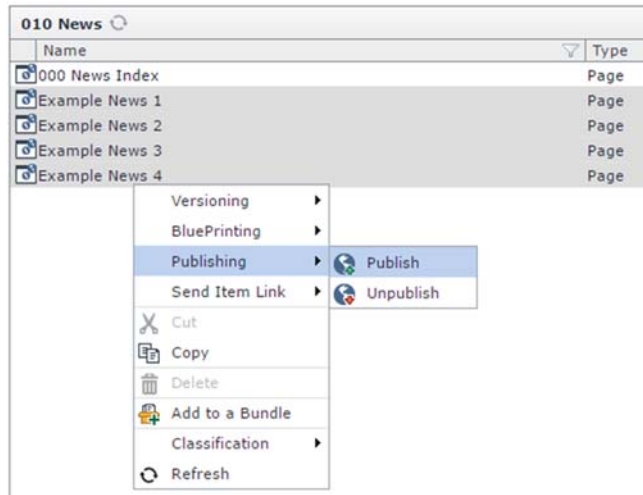 010 News
Name Type
000 News Index Page
Example News 1 Page
Example News 2 Page
Example News 3 Page
Example News 4 Page
Versioning
BluePrinting
Publishing Publish
Send Item Link Unpublish
Cut
Copy
Delete
Add to a Bundle
Classification
Refresh